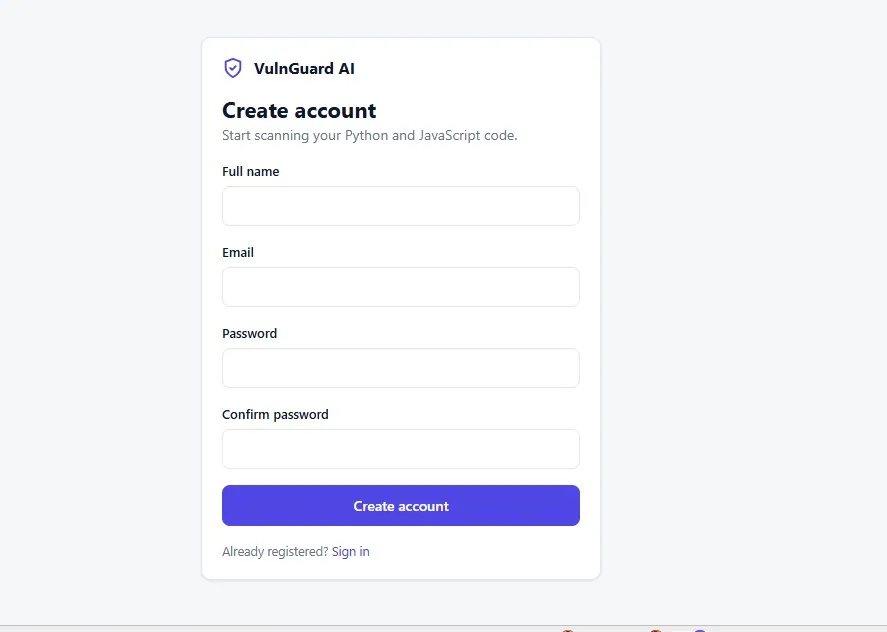 VulnGuard AI
Create account
Start scanning your Python and JavaScript code.
Full name
Email
Password
Confirm password
Create account
Already registered? Sign in